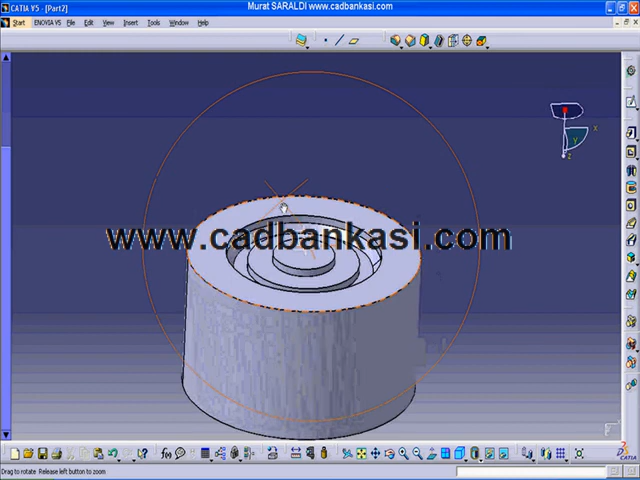 CATIA V5 - [Part2]
Murat SARALDI www.cadbankasi.com
Start ENOVIA V5 File Edit View Insert Tools Window Help
x
y
z
www.cadbankasi.com
f(x)
CATIA
Drag to rotate Release left button to zoom